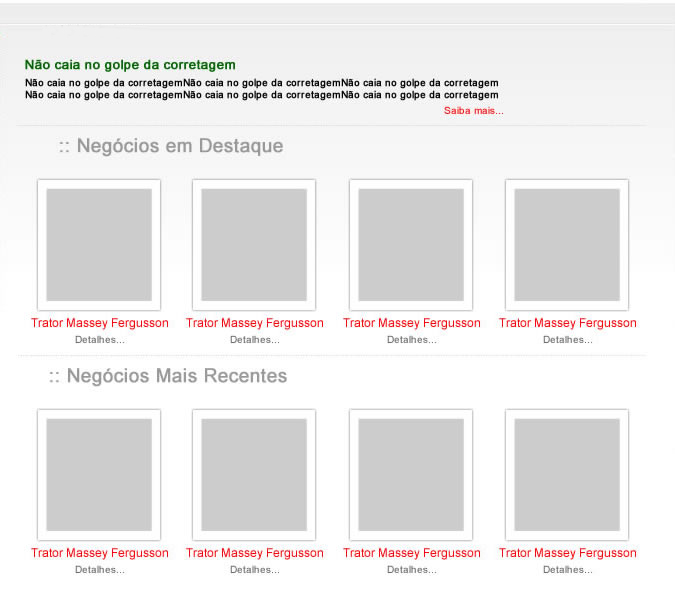 Não caia no golpe da corretagem
Não caia no golpe da corretagemNão caia no golpe da corretagemNão caia no golpe da corretagem
Não caia no golpe da corretagemNão caia no golpe da corretagemNão caia no golpe da corretagem
Saiba mais...
:: Negócios em Destaque
Trator Massey Fergusson Trator Massey Fergusson Trator Massey Fergusson Trator Massey Fergusson
Detalhes... Detalhes... Detalhes... Detalhes...
:: Negócios Mais Recentes
Trator Massey Fergusson Trator Massey Fergusson Trator Massey Fergusson Trator Massey Fergusson
Detalhes... Detalhes... Detalhes... Detalhes...